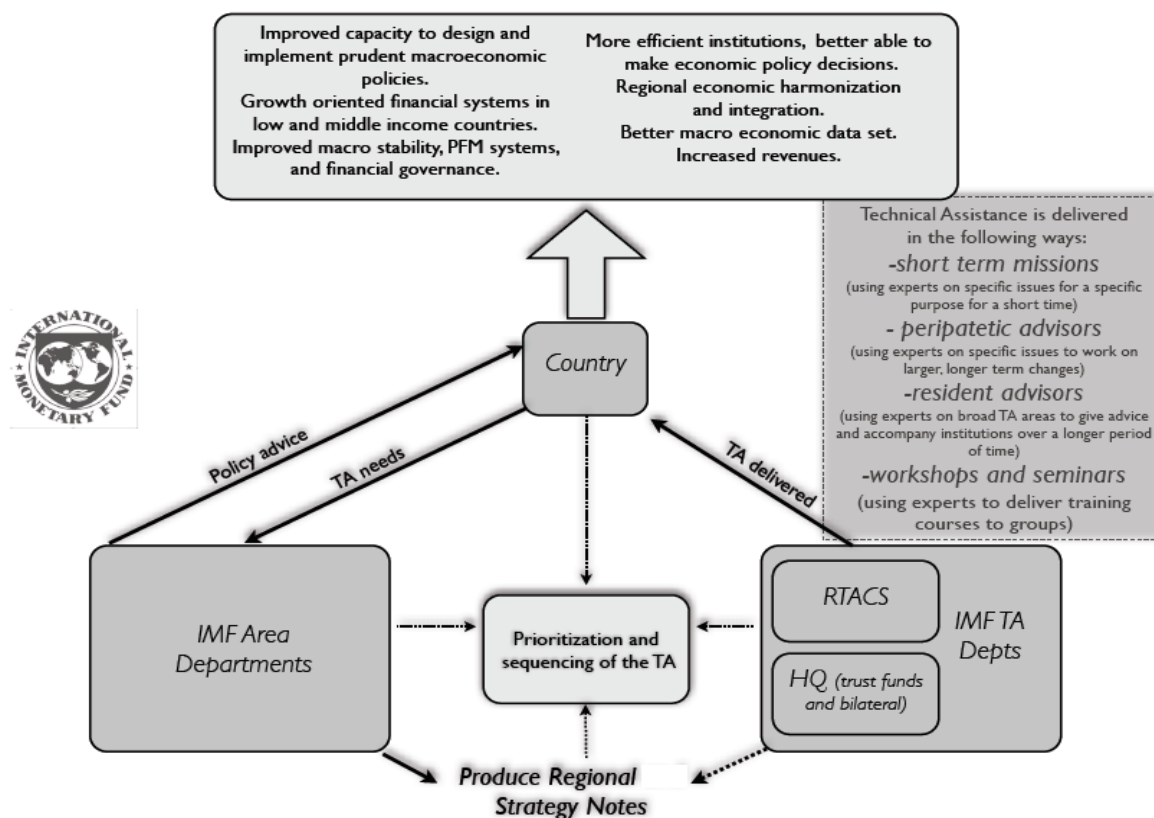 Improved capacity to design and
implement prudent macroeconomic
policies.
Growth oriented financial systems in
low and middle income countries.
Improved macro stability, PFM systems,
and financial governance.
More efficient institutions, better able to
make economic policy decisions.
Regional economic harmonization
and integration.
Better macro economic data set.
Increased revenues.
Technical Assistance is delivered
in the following ways:
-short term missions
(using experts on specific issues for a specific
purpose for a short time)
- peripatetic advisors
(using experts on specific issues to work on
larger, longer term changes)
-resident advisors
(using experts on broad TA areas to give advice
and accompany institutions over a longer period
of time)
-workshops and seminars
(using experts to deliver training
courses to groups)
INTERNATIONAL
MONETARY FUND
Country
Policy advice
TA needs
TA delivered
IMF Area
Departments
Prioritization and
sequencing of the TA
RTACS
HQ (trust funds
and bilateral)
IMF TA
Depts
Produce Regional
Strategy Notes